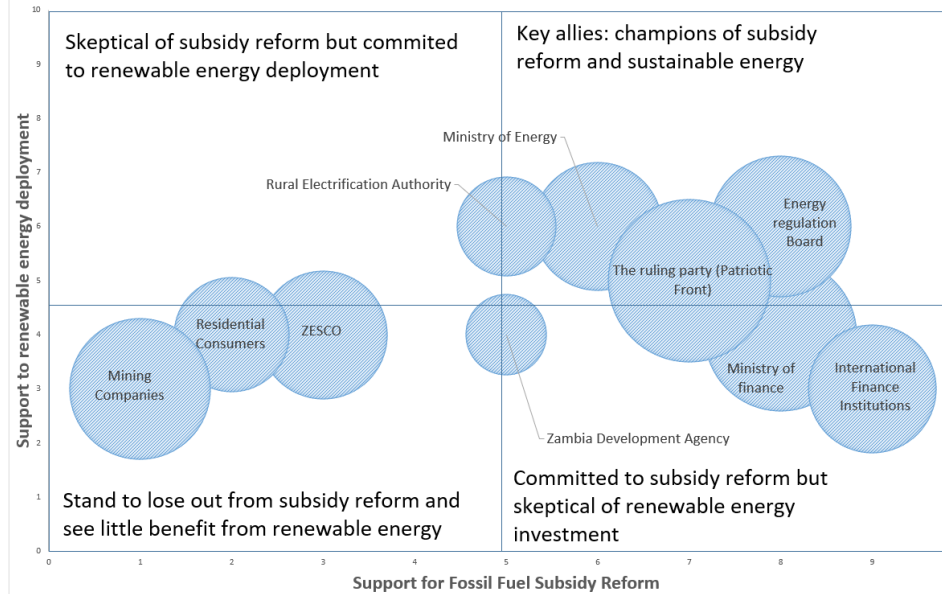 Skeptical of subsidy reform but commited
to renewable energy deployment
Key allies: champions of subsidy
reform and sustainable energy
Support to renewable energy deployment
10
9
8
7
6
5
4
3
2
1
0
Ministry of Energy
Rural Electrification Authority
Energy
regulation
Board
The ruling party (Patriotic
Front)
Residential
Consumers
ZESCO
Mining
Companies
Ministry of
finance
International
Finance
Institutions
Zambia Development Agency
Stand to lose out from subsidy reform and
see little benefit from renewable energy
Committed to subsidy reform but
skeptical of renewable energy
investment
0 1 2 3 4 5 6 7 8 9
Support for Fossil Fuel Subsidy Reform